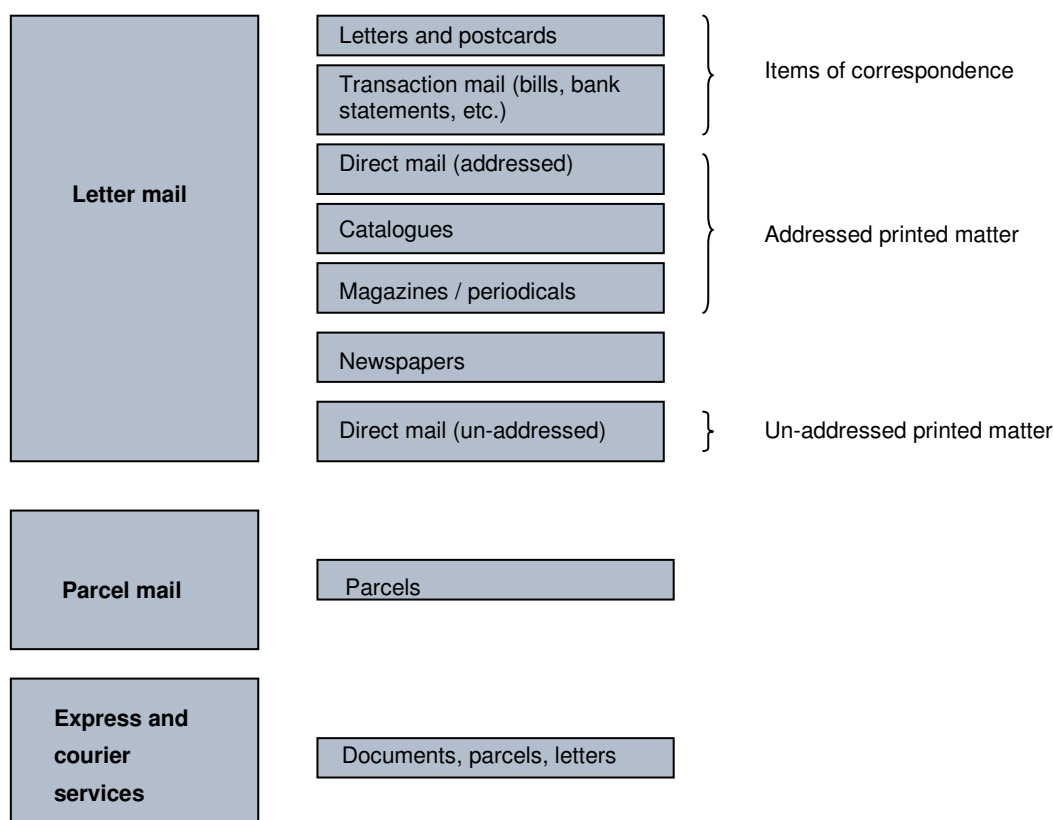 Letter mail
Letters and postcards
Transaction mail (bills, bank
statements, etc.)
Items of correspondence
Direct mail (addressed)
Catalogues
Magazines / periodicals
Addressed printed matter
Newspapers
Direct mail (un-addressed)
Un-addressed printed matter
Parcel mail
Parcels
Express and
courier
services
Documents, parcels, letters